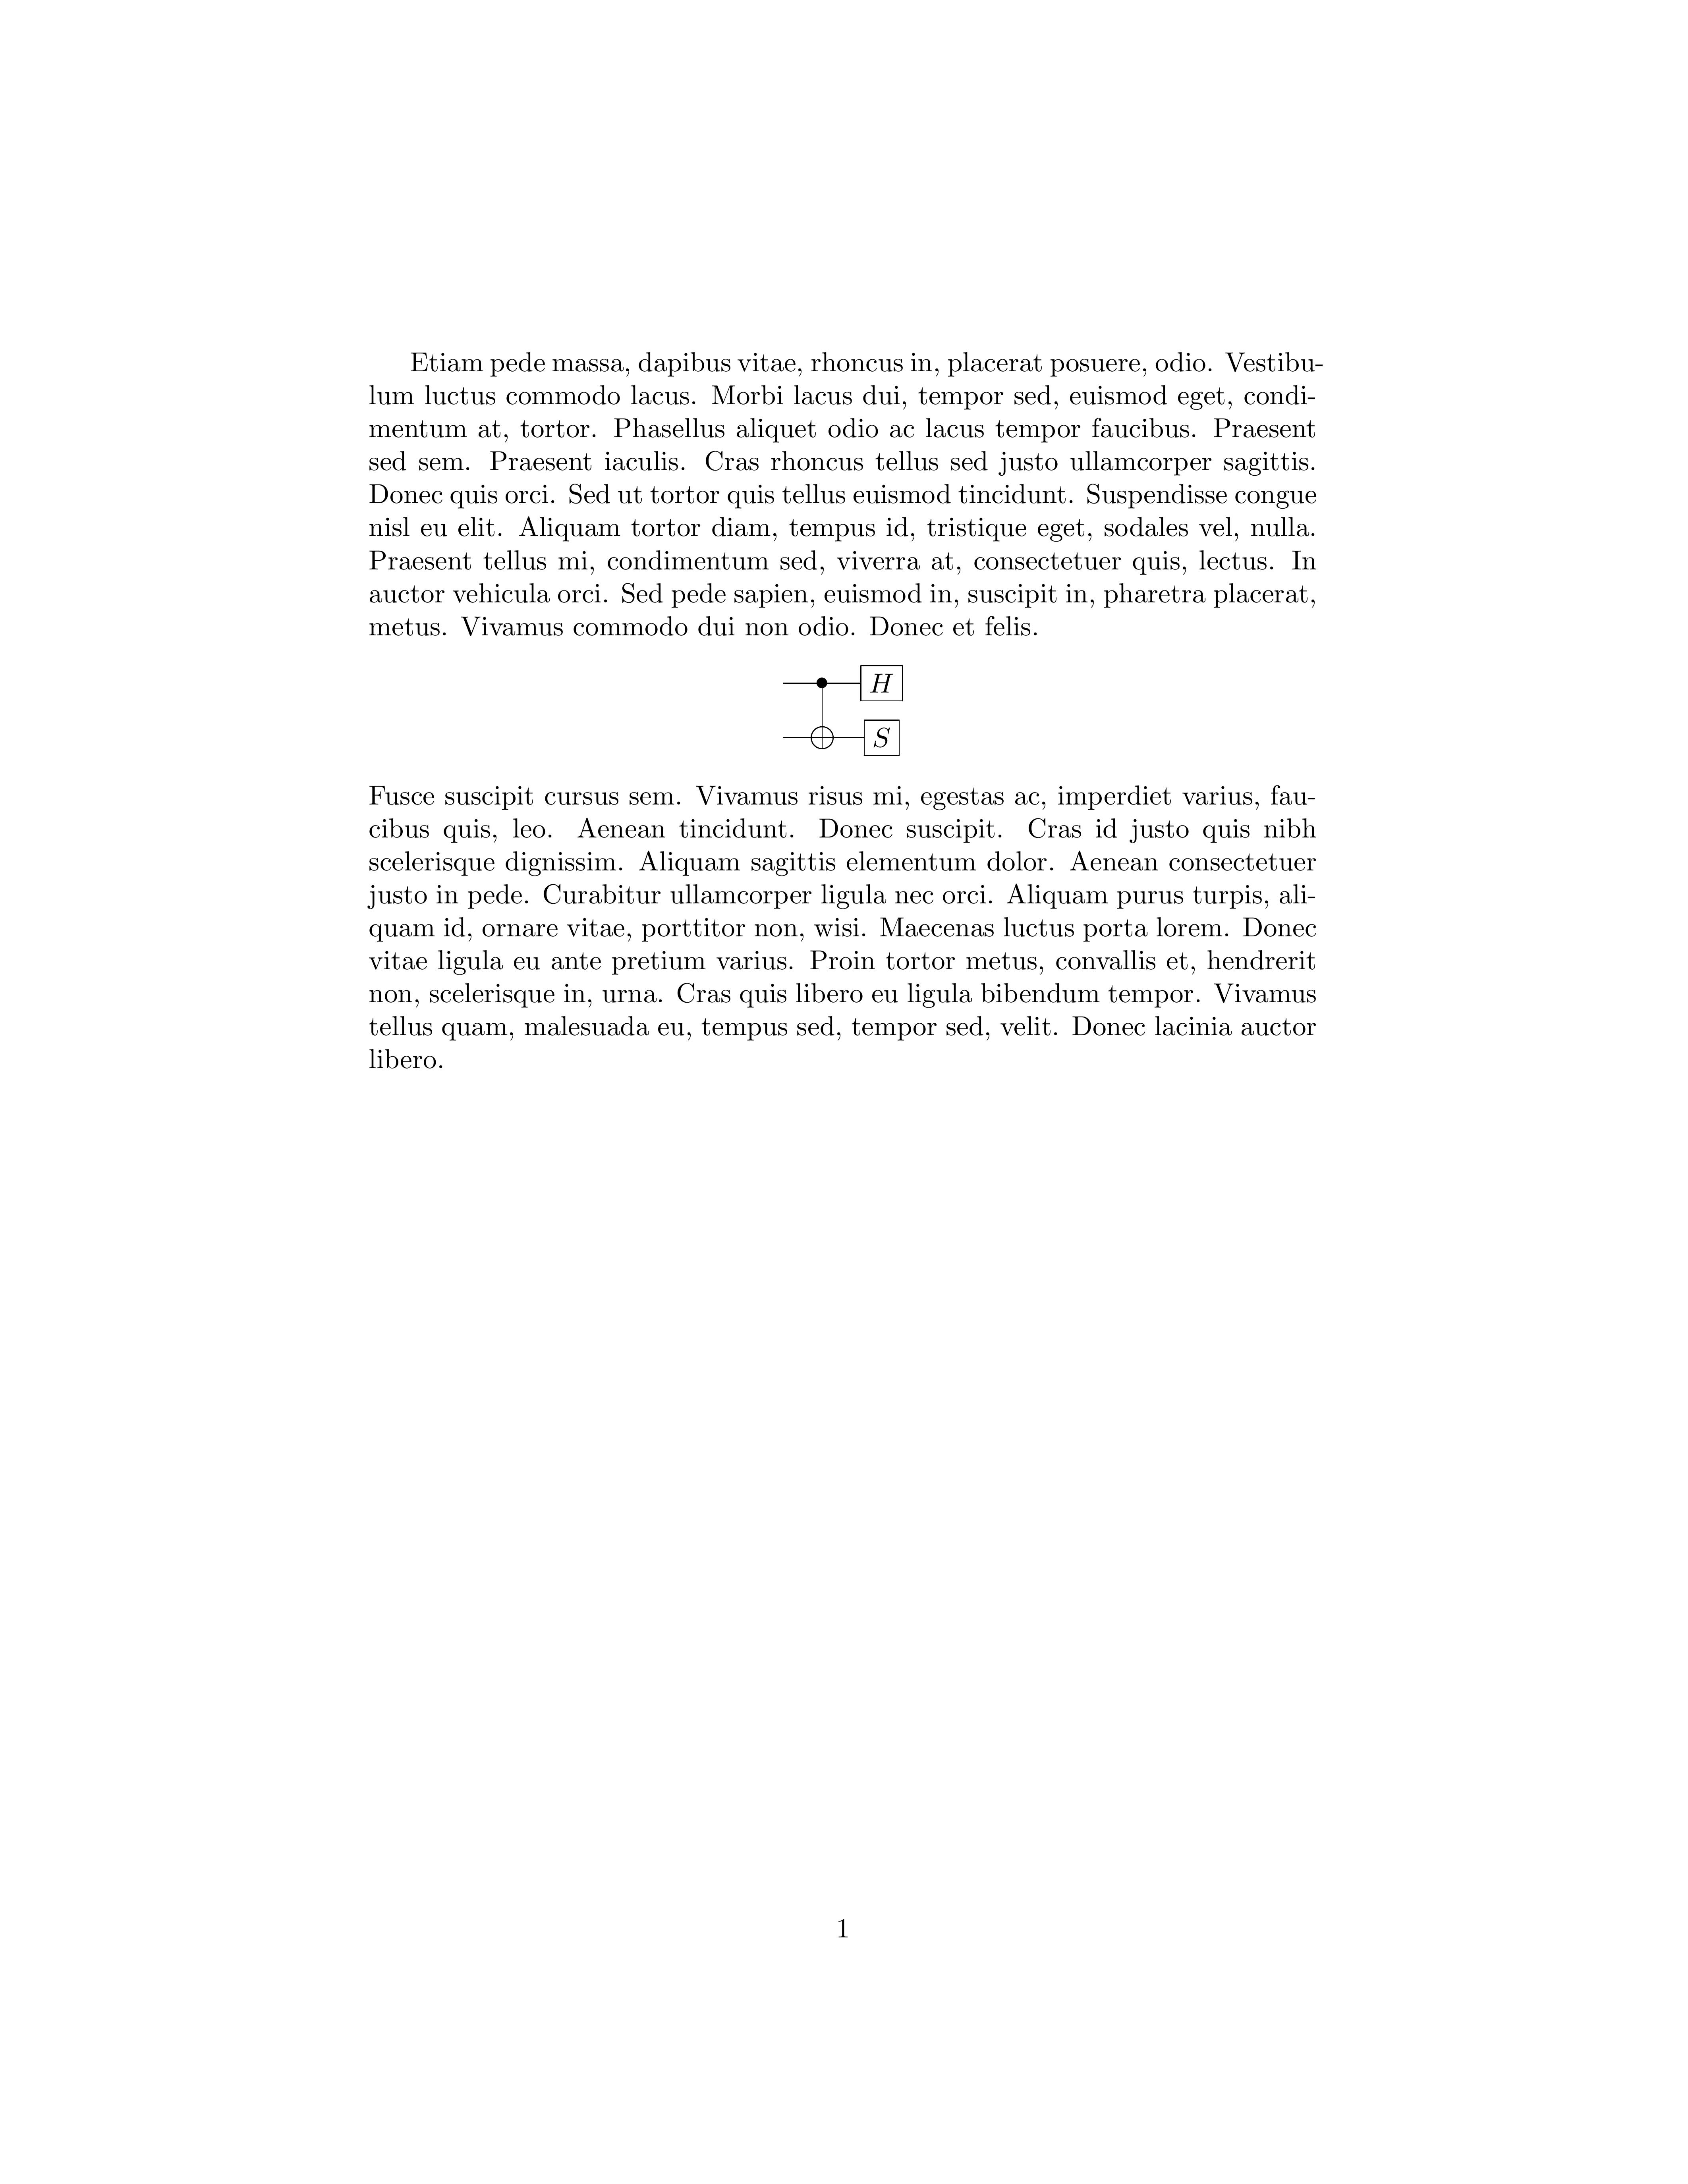 Etiam pede massa, dapibus vitae, rhoncus in, placerat posuere, odio. Vestibu-
lum luctus commodo lacus. Morbi lacus dui, tempor sed, euismod eget, condi-
mentum at, tortor. Phasellus aliquet odio ac lacus tempor faucibus. Praesent
sed sem. Praesent iaculis. Cras rhoncus tellus sed justo ullamcorper sagittis.
Donec quis orci. Sed ut tortor quis tellus euismod tincidunt. Suspendisse congue
nisl eu elit. Aliquam tortor diam, tempus id, tristique eget, sodales vel, nulla.
Praesent tellus mi, condimentum sed, viverra at, consectetuer quis, lectus. In
auctor vehicula orci. Sed pede sapien, euismod in, suscipit in, pharetra placerat,
metus. Vivamus commodo dui non odio. Donec et felis.
H
S
Fusce suscipit cursus sem. Vivamus risus mi, egestas ac, imperdiet varius, fau-
cibus quis, leo. Aenean tincidunt. Donec suscipit. Cras id justo quis nibh
scelerisque dignissim. Aliquam sagittis elementum dolor. Aenean consectetuer
justo in pede. Curabitur ullamcorper ligula nec orci. Aliquam purus turpis, ali-
quam id, ornare vitae, porttitor non, wisi. Maecenas luctus porta lorem. Donec
vitae ligula eu ante pretium varius. Proin tortor metus, convallis et, hendrerit
non, scelerisque in, urna. Cras quis libero eu ligula bibendum tempor. Vivamus
tellus quam, malesuada eu, tempus sed, tempor sed, velit. Donec lacinia auctor
libero.
1